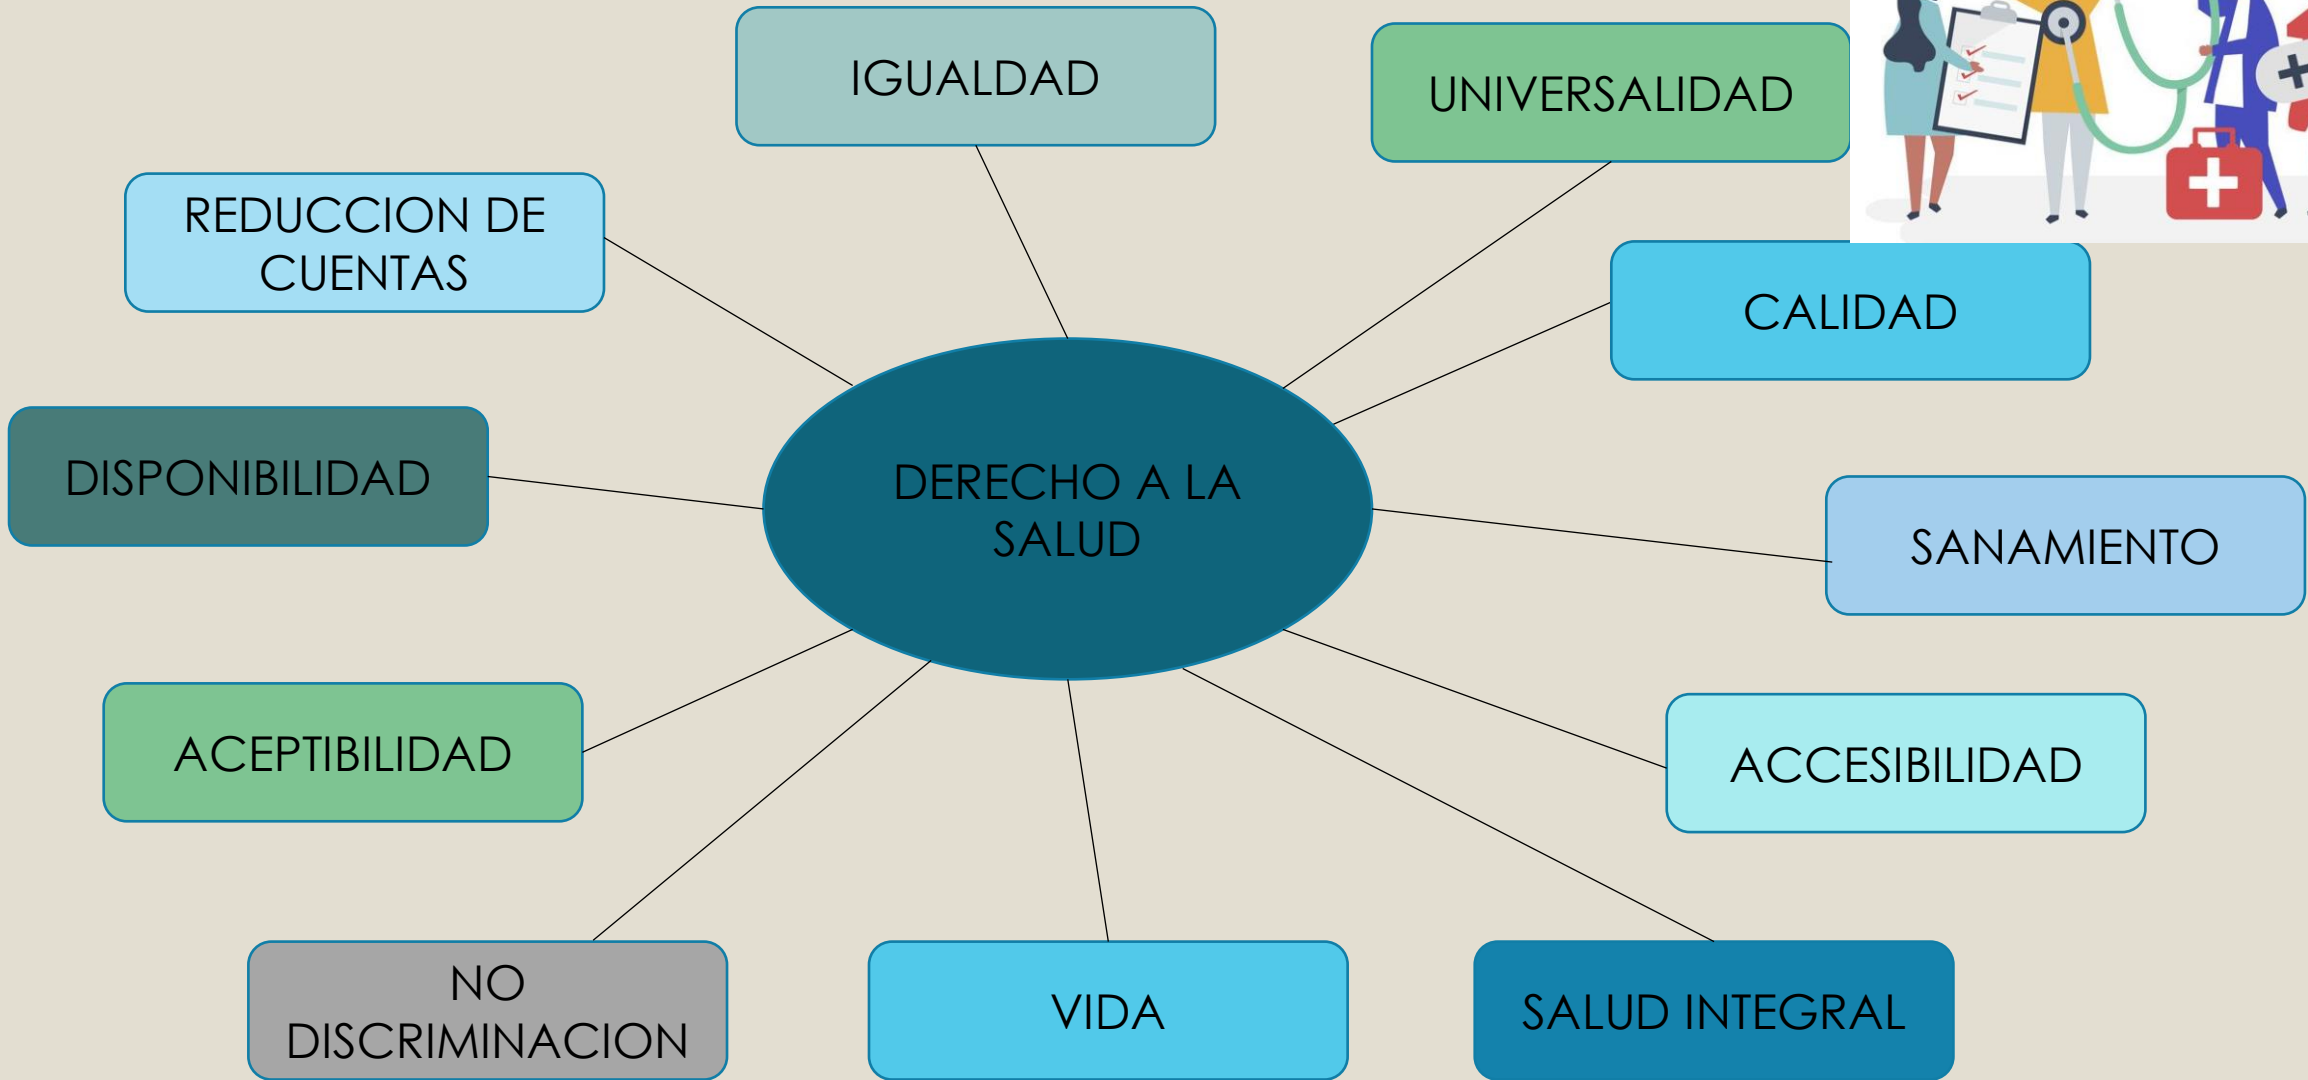 IGUALDAD
UNIVERSALIDAD
REDUCCION DE
CUENTAS
CALIDAD
DISPONIBILIDAD
DERECHO A LA
SALUD
SANAMIENTO
ACEPTIBILIDAD
ACCESIBILIDAD
NO
DISCRIMINACION
VIDA
SALUD INTEGRAL